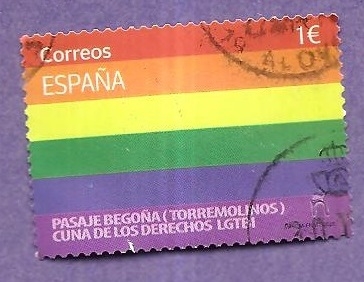 Correos
1€
ESPAÑA
PASAJE BEGOÑA (TORREMOLINOS)
CUNA DE LOS DERECHOS LGTBI